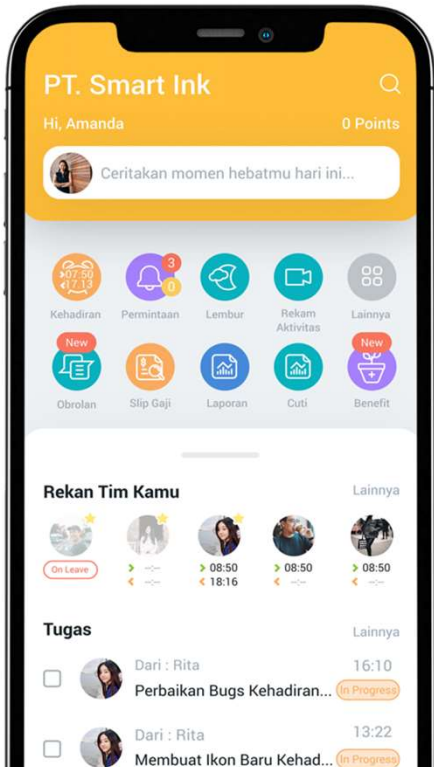 PT. Smart Ink
Hi, Amanda
0 Points
Ceritakan momen hebatmu hari ini...
07:50
17.13
3
0
Kehadiran
Permintaan
Lembur
Rekam
Aktivitas
Lainnya
New
New
Obrolan
Slip Gaji
Laporan
Cuti
Benefit
Rekan Tim Kamu
Lainnya
On Leave
> --:--
< --:--
> 08:50
< 18:16
> 08:50
< --:--
> 08:50
< --:--
Tugas
Lainnya
Dari : Rita
16:10
Perbaikan Bugs Kehadiran...
In Progress
Dari : Rita
13:22
Membuat Ikon Baru Kehad...
In Progress